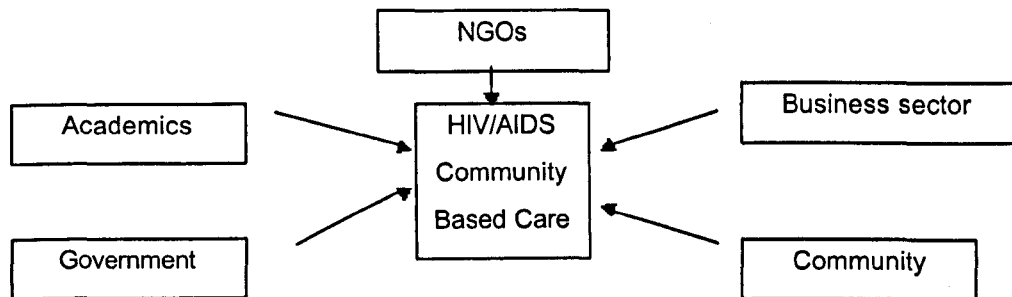 NGOs
Academics
HIV/AIDS
Community
Based Care
Business sector
Government
Community